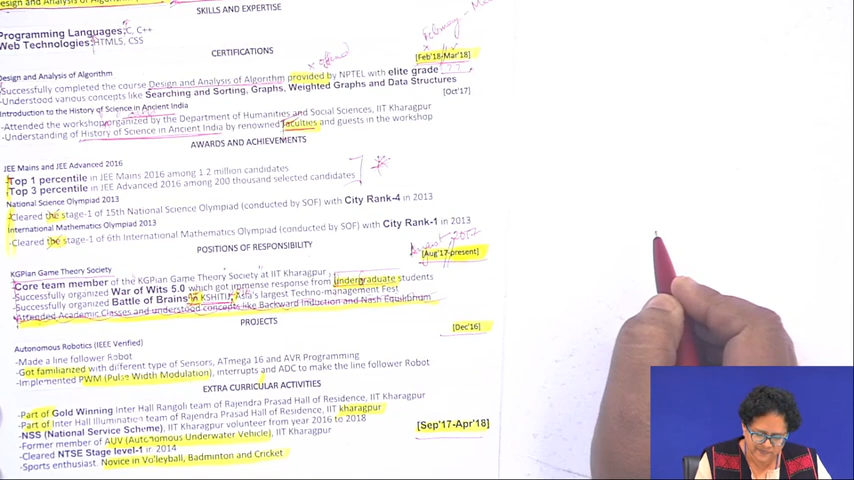 Design and Analysis of Algorithm
SKILLS AND EXPERTISE
Programming Languages: C, C++
Web Technologies: HTML5, CSS
CERTIFICATIONS
offered
[Feb'18-Mar'18]
Design and Analysis of Algorithm
-Successfully completed the course Design and Analysis of Algorithm provided by NPTEL with elite grade
??
-Understood various concepts like Searching and Sorting, Graphs, Weighted Graphs and Data Structures
[Oct'17]
Introduction to the History of Science in Ancient India
-Attended the workshop organized by the Department of Humanities and Social Sciences, IIT Kharagpur
-Understanding of History of Science in Ancient India by renowned faculties and guests in the workshop
AWARDS AND ACHIEVEMENTS
JEE Mains and JEE Advanced 2016
Top 1 percentile in JEE Mains 2016 among 1.2 million candidates
Top 3 percentile in JEE Advanced 2016 among 200 thousand selected candidates
National Science Olympiad 2013
-Cleared the stage-1 of 15th National Science Olympiad (conducted by SOF) with City Rank-4 in 2013
International Mathematics Olympiad 2013
-Cleared the stage-1 of 6th International Mathematics Olympiad (conducted by SOF) with City Rank-1 in 2013
POSITIONS OF RESPONSIBILITY
August 2017
[Aug'17-present]
KGPian Game Theory Society
Core team member of the KGPian Game Theory Society at IIT Kharagpur
-Successfully organized War of Wits 5.0 which got immense response from undergraduate students
-Successfully organized Battle of Brains in KSHITIJ, Asia's largest Techno-management Fest
-Attended Academic Classes and understood concepts like Backward Induction and Nash Equilibrium
PROJECTS
[Dec'16]
Autonomous Robotics (IEEE Verified)
-Made a line follower Robot
-Got familiarized with different type of Sensors, ATmega 16 and AVR Programming
-Implemented PWM (Pulse Width Modulation), interrupts and ADC to make the line follower Robot
EXTRA CURRICULAR ACTIVITIES
-Part of Gold Winning Inter Hall Rangoli team of Rajendra Prasad Hall of Residence, IIT Kharagpur
-Part of Inter Hall Illumination team of Rajendra Prasad Hall of Residence, IIT kharagpur
-NSS (National Service Scheme), IIT Kharagpur volunteer from year 2016 to 2018
-Former member of AUV (Autonomous Underwater Vehicle), IIT Kharagpur
[Sep'17-Apr'18]
-Cleared NTSE Stage level-1 in 2014
-Sports enthusiast. Novice in Volleyball, Badminton and Cricket